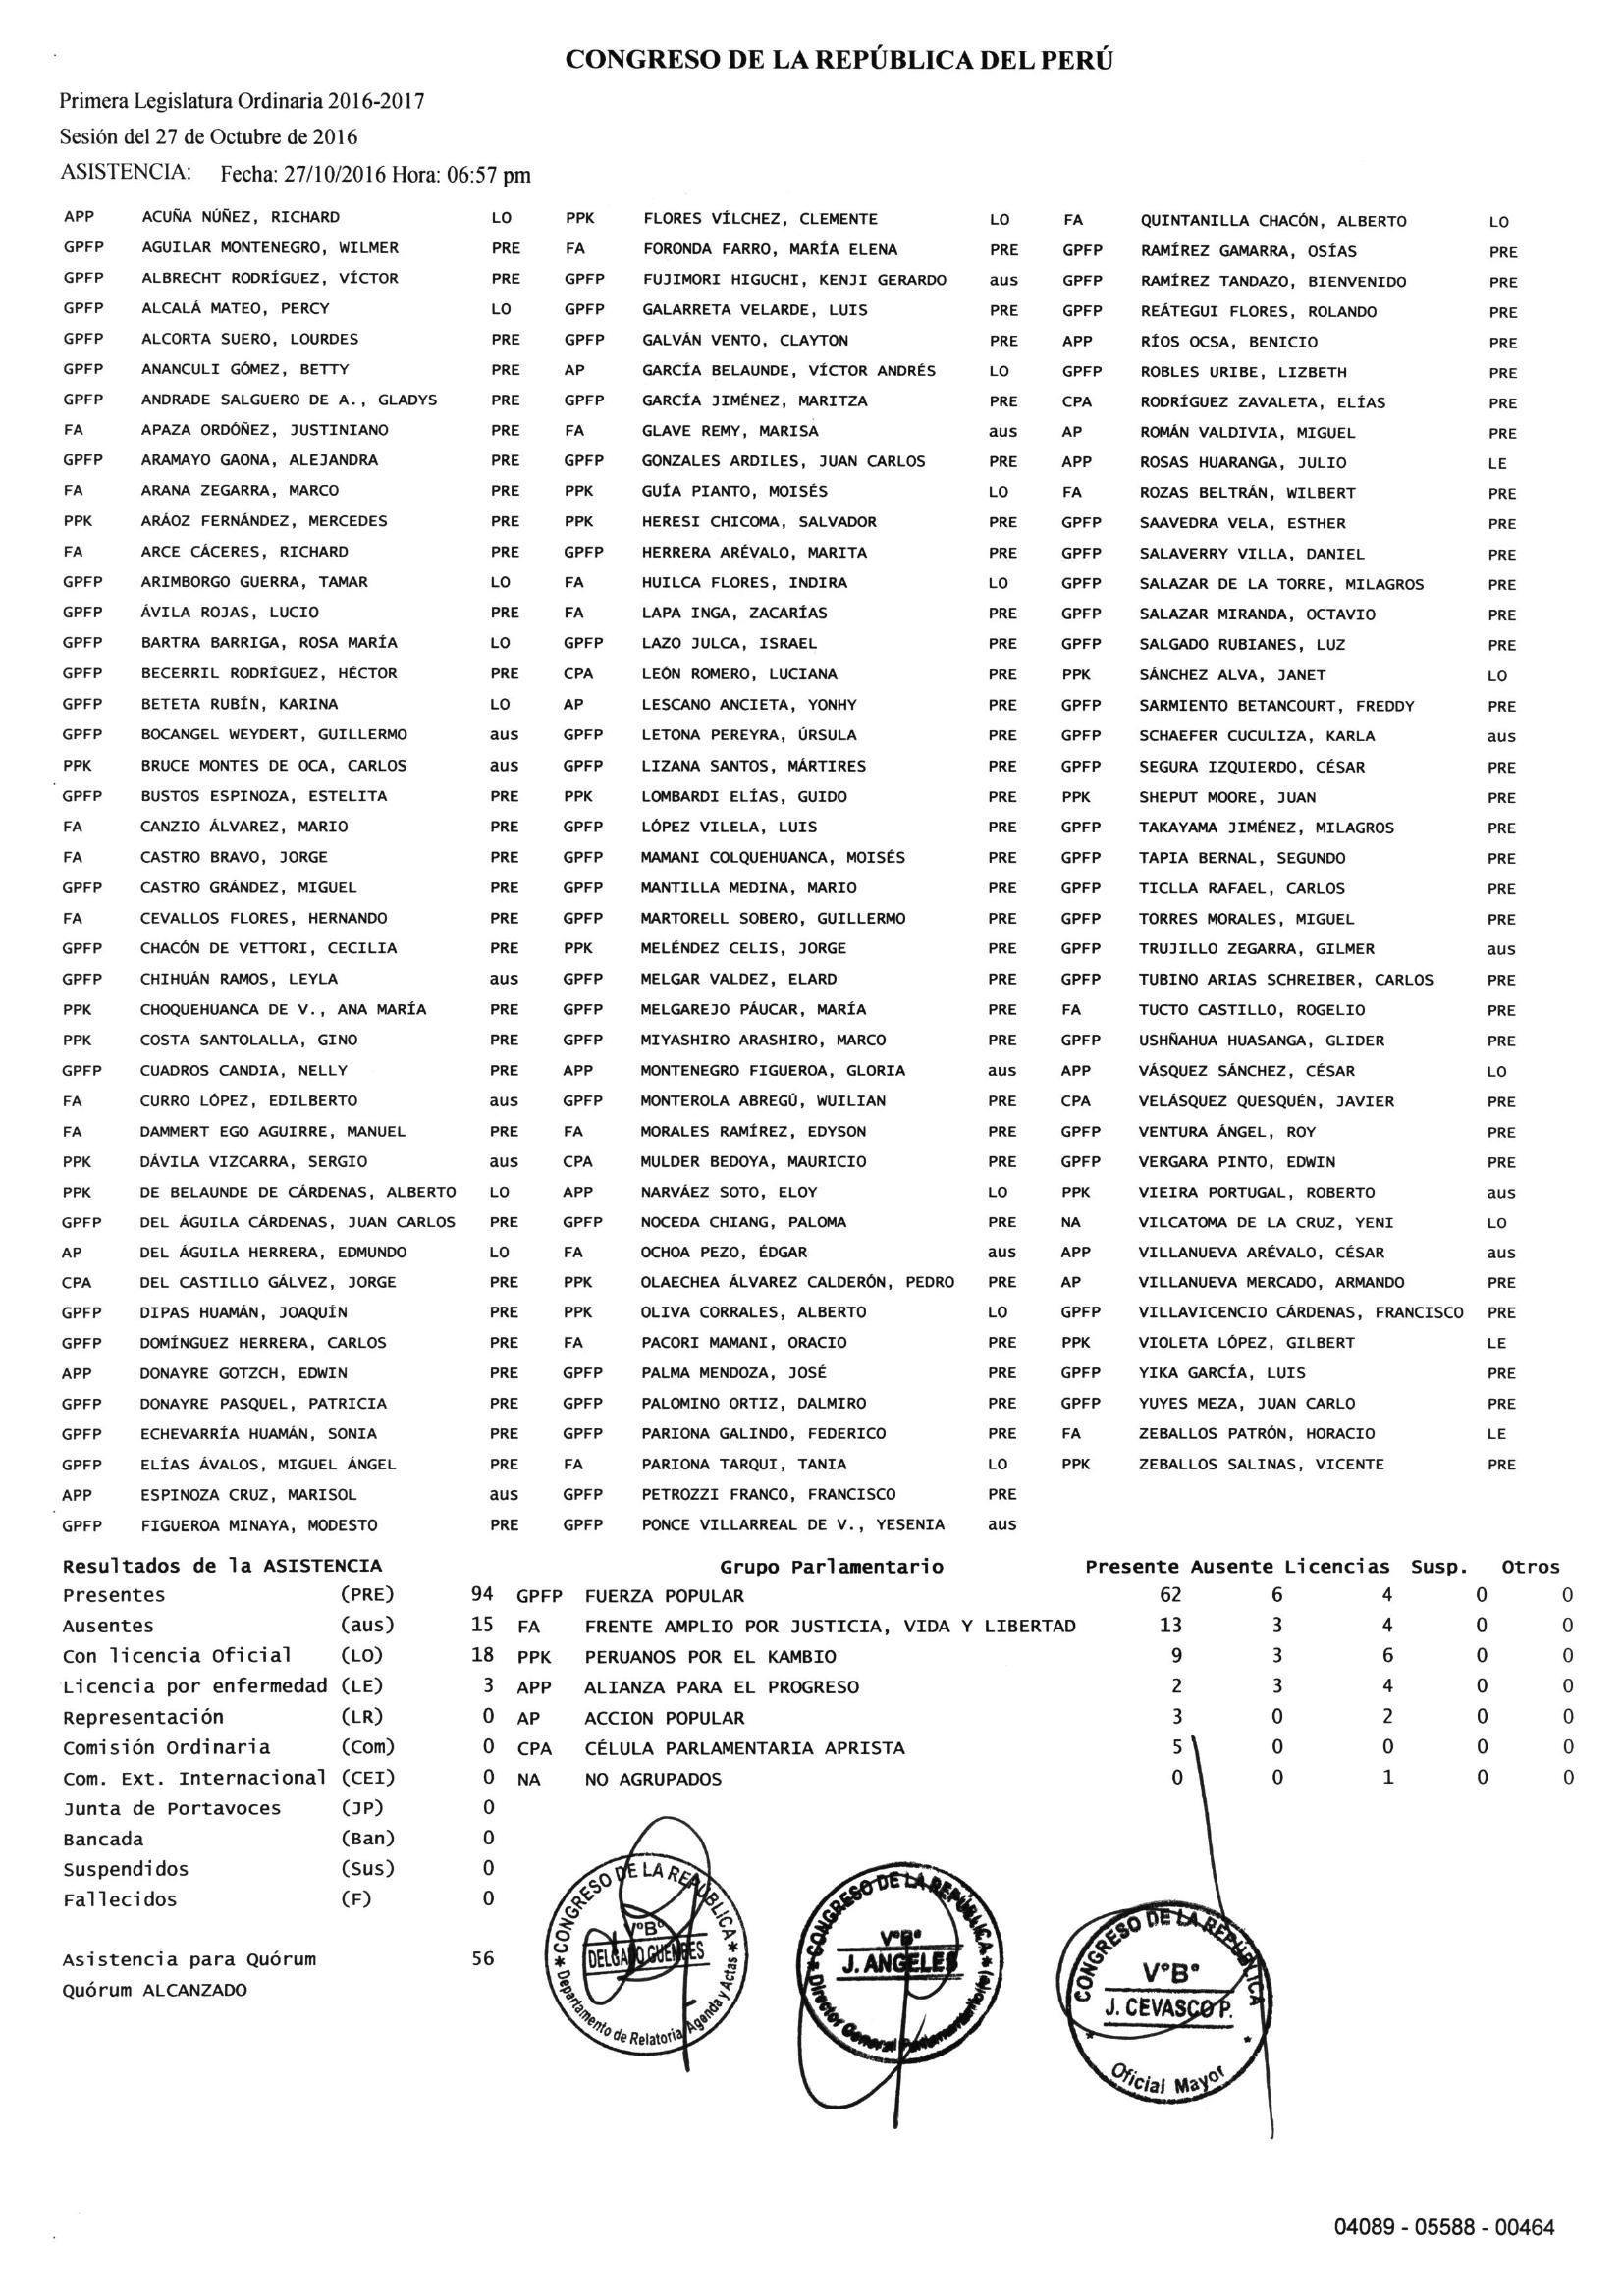 CONGRESO DE LA REPÚBLICA DEL PERÚ
Primera Legislatura Ordinaria 2016-2017
Sesión del 27 de Octubre de 2016
ASISTENCIA: Fecha: 27/10/2016 Hora: 06:57 pm
APP ACUÑA NÚÑEZ, RICHARD LO PPK FLORES VÍLCHEZ, CLEMENTE LO FA QUINTANILLA CHACÓN, ALBERTO LO
GPFP AGUILAR MONTENEGRO, WILMER PRE FA FORONDA FARRO, MARÍA ELENA PRE GPFP RAMÍREZ GAMARRA, OSÍAS PRE
GPFP ALBRECHT RODRÍGUEZ, VÍCTOR PRE GPFP FUJIMORI HIGUCHI, KENJI GERARDO aus GPFP RAMÍREZ TANDAZO, BIENVENIDO PRE
GPFP ALCALÁ MATEO, PERCY LO GPFP GALARRETA VELARDE, LUIS PRE GPFP REÁTEGUI FLORES, ROLANDO PRE
GPFP ALCORTA SUERO, LOURDES PRE GPFP GALVÁN VENTO, CLAYTON PRE APP RÍOS OCSA, BENICIO PRE
GPFP ANANCULI GÓMEZ, BETTY PRE AP GARCÍA BELAUNDE, VÍCTOR ANDRÉS LO GPFP ROBLES URIBE, LIZBETH PRE
GPFP ANDRADE SALGUERO DE A., GLADYS PRE GPFP GARCÍA JIMÉNEZ, MARITZA PRE CPA RODRÍGUEZ ZAVALETA, ELÍAS PRE
FA APAZA ORDÓÑEZ, JUSTINIANO PRE FA GLAVE REMY, MARISA aus AP ROMÁN VALDIVIA, MIGUEL PRE
GPFP ARAMAYO GAONA, ALEJANDRA PRE GPFP GONZALES ARDILES, JUAN CARLOS PRE APP ROSAS HUARANGA, JULIO LE
FA ARANA ZEGARRA, MARCO PRE PPK GUÍA PIANTO, MOISÉS LO FA ROZAS BELTRÁN, WILBERT PRE
PPK ARÁOZ FERNÁNDEZ, MERCEDES PRE PPK HERESI CHICOMA, SALVADOR PRE GPFP SAAVEDRA VELA, ESTHER PRE
FA ARCE CÁCERES, RICHARD PRE GPFP HERRERA ARÉVALO, MARITA PRE GPFP SALAVERRY VILLA, DANIEL PRE
GPFP ARIMBORGO GUERRA, TAMAR LO FA HUILCA FLORES, INDIRA LO GPFP SALAZAR DE LA TORRE, MILAGROS PRE
GPFP ÁVILA ROJAS, LUCIO PRE FA LAPA INGA, ZACARÍAS PRE GPFP SALAZAR MIRANDA, OCTAVIO PRE
GPFP BARTRA BARRIGA, ROSA MARÍA LO GPFP LAZO JULCA, ISRAEL PRE GPFP SALGADO RUBIANES, LUZ PRE
GPFP BECERRIL RODRÍGUEZ, HÉCTOR PRE CPA LEÓN ROMERO, LUCIANA PRE PPK SÁNCHEZ ALVA, JANET LO
GPFP BETETA RUBÍN, KARINA LO AP LESCANO ANCIETA, YONHY PRE GPFP SARMIENTO BETANCOURT, FREDDY PRE
GPFP BOCANGEL WEYDERT, GUILLERMO aus GPFP LETONA PEREYRA, ÚRSULA PRE GPFP SCHAEFER CUCULIZA, KARLA aus
PPK BRUCE MONTES DE OCA, CARLOS aus GPFP LIZANA SANTOS, MÁRTIRES PRE GPFP SEGURA IZQUIERDO, CÉSAR PRE
GPFP BUSTOS ESPINOZA, ESTELITA PRE PPK LOMBARDI ELÍAS, GUIDO PRE PPK SHEPUT MOORE, JUAN PRE
FA CANZIO ÁLVAREZ, MARIO PRE GPFP LÓPEZ VILELA, LUIS PRE GPFP TAKAYAMA JIMÉNEZ, MILAGROS PRE
FA CASTRO BRAVO, JORGE PRE GPFP MAMANI COLQUEHUANCA, MOISÉS PRE GPFP TAPIA BERNAL, SEGUNDO PRE
GPFP CASTRO GRÁNDEZ, MIGUEL PRE GPFP MANTILLA MEDINA, MARIO PRE GPFP TICLLA RAFAEL, CARLOS PRE
FA CEVALLOS FLORES, HERNANDO PRE GPFP MARTORELL SOBERO, GUILLERMO PRE GPFP TORRES MORALES, MIGUEL PRE
GPFP CHACÓN DE VETTORI, CECILIA PRE PPK MELÉNDEZ CELIS, JORGE PRE GPFP TRUJILLO ZEGARRA, GILMER aus
GPFP CHIHUÁN RAMOS, LEYLA aus GPFP MELGAR VALDEZ, ELARD PRE GPFP TUBINO ARIAS SCHREIBER, CARLOS PRE
PPK CHOQUEHUANCA DE V., ANA MARÍA PRE GPFP MELGAREJO PÁUCAR, MARÍA PRE FA TUCTO CASTILLO, ROGELIO PRE
PPK COSTA SANTOLALLA, GINO PRE GPFP MIYASHIRO ARASHIRO, MARCO PRE GPFP USHÑAHUA HUASANGA, GLIDER PRE
GPFP CUADROS CANDIA, NELLY PRE APP MONTENEGRO FIGUEROA, GLORIA aus APP VÁSQUEZ SÁNCHEZ, CÉSAR LO
FA CURRO LÓPEZ, EDILBERTO aus GPFP MONTEROLA ABREGÚ, WUILIAN PRE CPA VELÁSQUEZ QUESQUÉN, JAVIER PRE
FA DAMMERT EGO AGUIRRE, MANUEL PRE FA MORALES RAMÍREZ, EDYSON PRE GPFP VENTURA ÁNGEL, ROY PRE
PPK DÁVILA VIZCARRA, SERGIO aus CPA MULDER BEDOYA, MAURICIO PRE GPFP VERGARA PINTO, EDWIN PRE
PPK DE BELAUNDE DE CÁRDENAS, ALBERTO LO APP NARVÁEZ SOTO, ELOY LO PPK VIEIRA PORTUGAL, ROBERTO aus
GPFP DEL ÁGUILA CÁRDENAS, JUAN CARLOS PRE GPFP NOCEDA CHIANG, PALOMA PRE NA VILCATOMA DE LA CRUZ, YENI LO
AP DEL ÁGUILA HERRERA, EDMUNDO LO FA OCHOA PEZO, ÉDGAR aus APP VILLANUEVA ARÉVALO, CÉSAR aus
CPA DEL CASTILLO GÁLVEZ, JORGE PRE PPK OLAECHEA ÁLVAREZ CALDERÓN, PEDRO PRE AP VILLANUEVA MERCADO, ARMANDO PRE
GPFP DIPAS HUAMÁN, JOAQUÍN PRE PPK OLIVA CORRALES, ALBERTO LO GPFP VILLAVICENCIO CÁRDENAS, FRANCISCO PRE
GPFP DOMÍNGUEZ HERRERA, CARLOS PRE FA PACORI MAMANI, ORACIO PRE PPK VIOLETA LÓPEZ, GILBERT LE
APP DONAYRE GOTZCH, EDWIN PRE GPFP PALMA MENDOZA, JOSÉ PRE GPFP YIKA GARCÍA, LUIS PRE
GPFP DONAYRE PASQUEL, PATRICIA PRE GPFP PALOMINO ORTIZ, DALMIRO PRE GPFP YUYES MEZA, JUAN CARLO PRE
GPFP ECHEVARRÍA HUAMÁN, SONIA PRE GPFP PARIONA GALINDO, FEDERICO PRE FA ZEBALLOS PATRÓN, HORACIO LE
GPFP ELÍAS ÁVALOS, MIGUEL ÁNGEL PRE FA PARIONA TARQUI, TANIA LO PPK ZEBALLOS SALINAS, VICENTE PRE
APP ESPINOZA CRUZ, MARISOL aus GPFP PETROZZI FRANCO, FRANCISCO PRE
GPFP FIGUEROA MINAYA, MODESTO PRE GPFP PONCE VILLARREAL DE V., YESENIA aus
Resultados de la ASISTENCIA Grupo Parlamentario Presente Ausente Licencias Susp. Otros
Presentes (PRE) 94 GPFP FUERZA POPULAR 62 6 4 0 0
Ausentes (aus) 15 FA FRENTE AMPLIO POR JUSTICIA, VIDA Y LIBERTAD 13 3 4 0 0
Con licencia Oficial (LO) 18 PPK PERUANOS POR EL KAMBIO 9 3 6 0 0
Licencia por enfermedad (LE) 3 APP ALIANZA PARA EL PROGRESO 2 3 4 0 0
Representación (LR) 0 AP ACCION POPULAR 3 0 2 0 0
Comisión Ordinaria (Com) 0 CPA CÉLULA PARLAMENTARIA APRISTA 5 0 0 0 0
Com. Ext. Internacional (CEI) 0 NA NO AGRUPADOS 0 0 1 0 0
Junta de Portavoces (JP) 0
Bancada (Ban) 0
Suspendidos (Sus) 0
Fallecidos (F) 0
Asistencia para Quórum 56
Quórum ALCANZADO
CONGRESO DE LA REPÚBLICA
V°B°
DELGADO GUEMBES
Departamento de Relatoria, Agenda y Actas
CONGRESO DE LA REPÚBLICA
V°B°
J. ANGELES
Director General Parlamentario(e)
CONGRESO DE LA REPÚBLICA
V°B°
J. CEVASCO P.
Oficial Mayor
04089 - 05588 - 00464